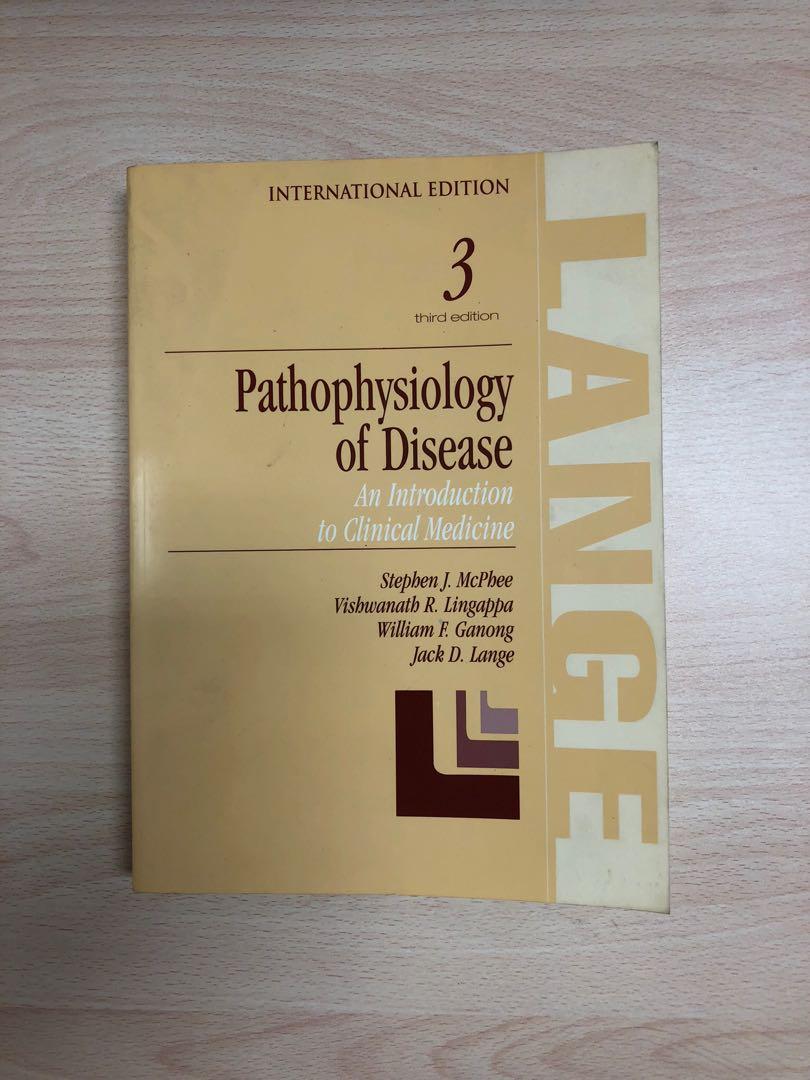 INTERNATIONAL EDITION
3
third edition
Pathophysiology
of Disease
An Introduction
to Clinical Medicine
Stephen J. McPhee
Vishwanath R. Lingappa
William F. Ganong
Jack D. Lange
LANGE